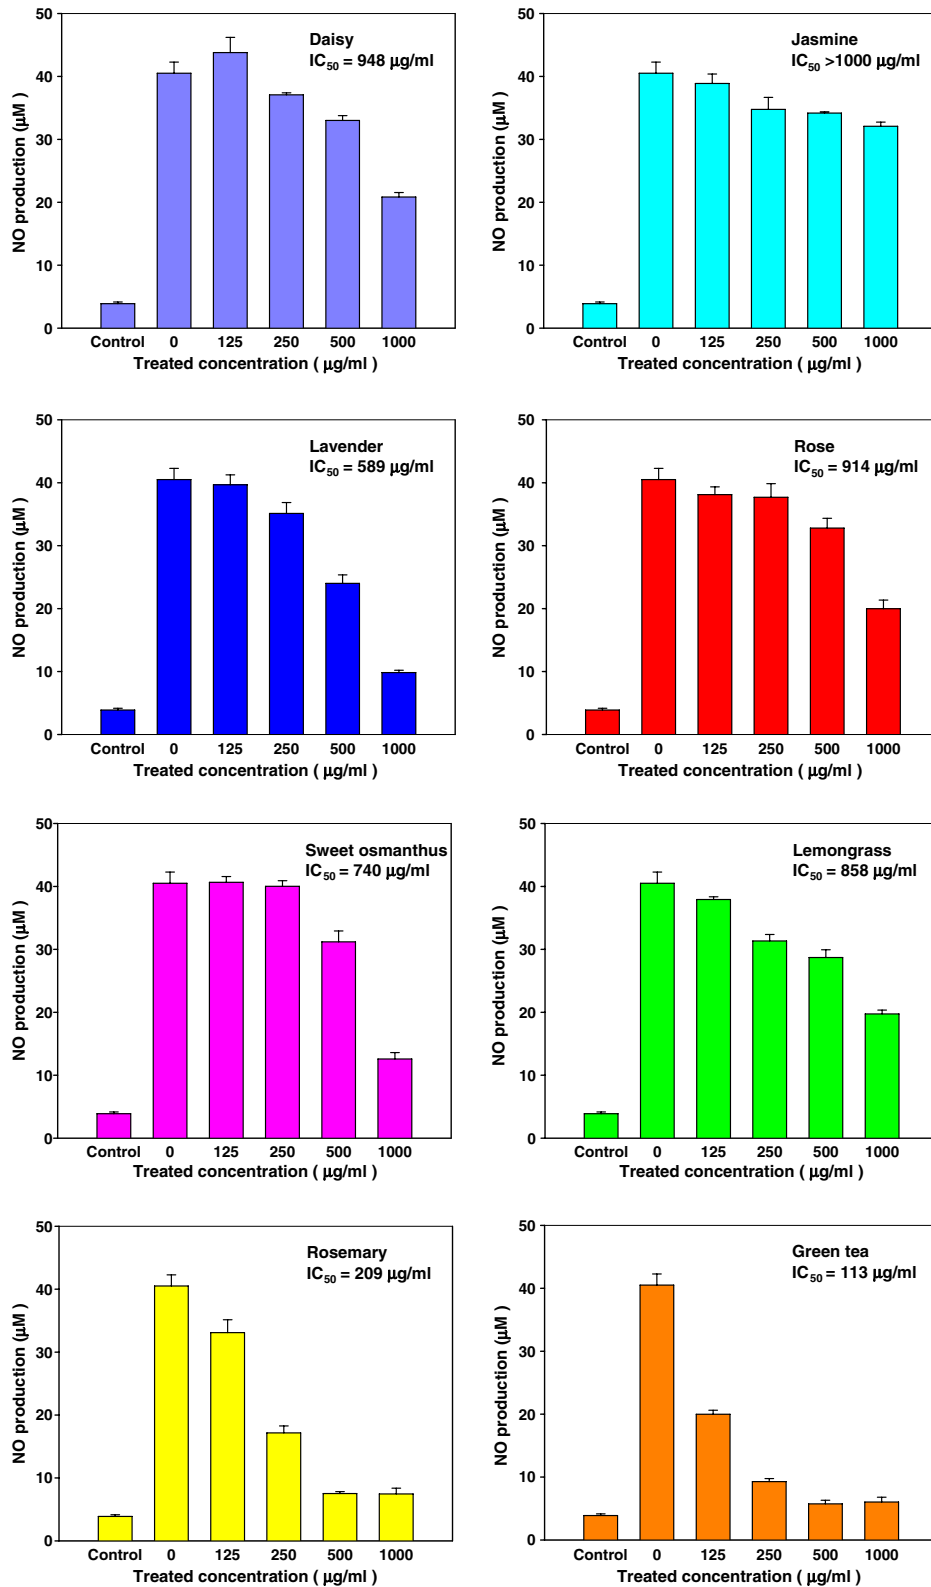 50
40
30
20
10
0
NO production (μM )
Daisy
IC50 = 948 μg/ml
Control 0 125 250 500 1000
Treated concentration ( μg/ml )
50
40
30
20
10
0
NO production (μM )
Jasmine
IC50 >1000 μg/ml
Control 0 125 250 500 1000
Treated concentration ( μg/ml )
50
40
30
20
10
0
NO production (μM )
Lavender
IC50 = 589 μg/ml
Control 0 125 250 500 1000
Treated concentration ( μg/ml )
50
40
30
20
10
0
NO production (μM )
Rose
IC50 = 914 μg/ml
Control 0 125 250 500 1000
Treated concentration ( μg/ml )
50
40
30
20
10
0
NO production (μM )
Sweet osmanthus
IC50 = 740 μg/ml
Control 0 125 250 500 1000
Treated concentration ( μg/ml )
50
40
30
20
10
0
NO production (μM )
Lemongrass
IC50 = 858 μg/ml
Control 0 125 250 500 1000
Treated concentration ( μg/ml )
50
40
30
20
10
0
NO production (μM )
Rosemary
IC50 = 209 μg/ml
Control 0 125 250 500 1000
Treated concentration ( μg/ml )
50
40
30
20
10
0
NO production (μM )
Green tea
IC50 = 113 μg/ml
Control 0 125 250 500 1000
Treated concentration ( μg/ml )